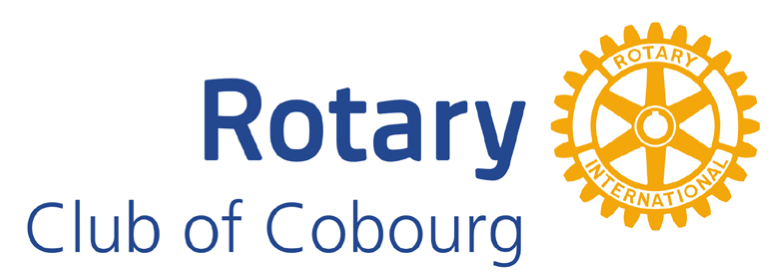 Rotary
Club of Cobourg
ROTARY
INTERNATIONAL